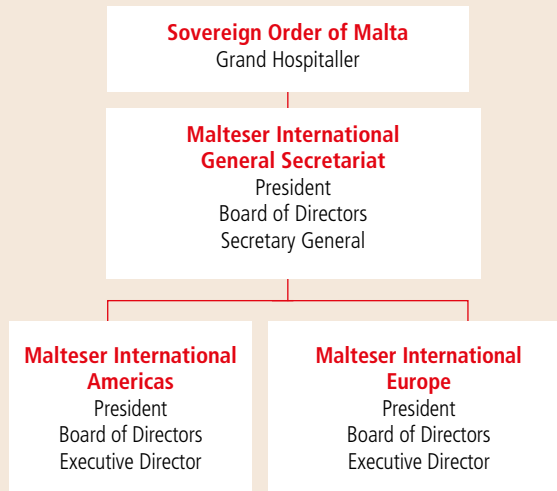 Sovereign Order of Malta
Grand Hospitaller
Malteser International
General Secretariat
President
Board of Directors
Secretary General
Malteser International
Americas
President
Board of Directors
Executive Director
Malteser International
Europe
President
Board of Directors
Executive Director